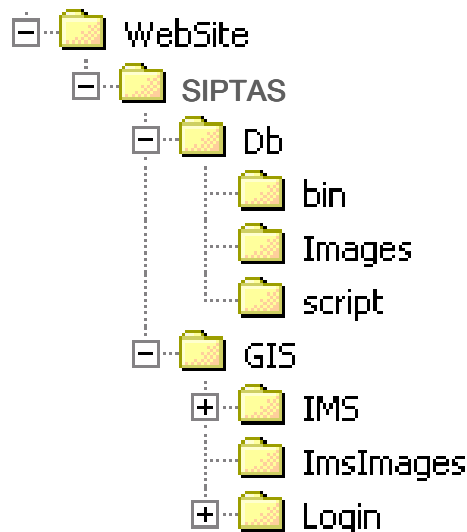 WebSite
SIPTAS
Db
bin
Images
script
GIS
IMS
ImsImages
Login